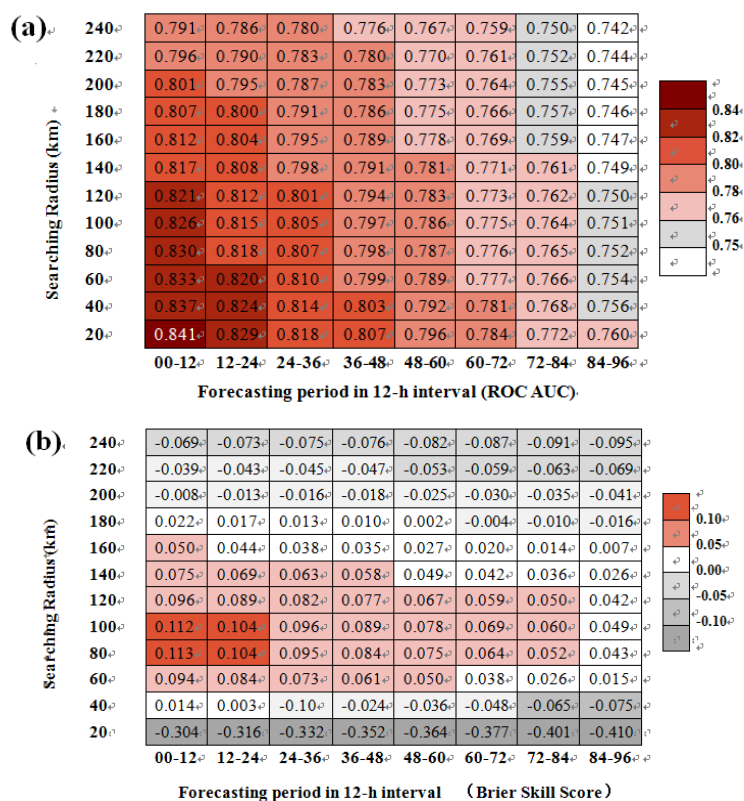 (a)
240 0.791 0.786 0.780 0.776 0.767 0.759 0.750 0.742
220 0.796 0.790 0.783 0.780 0.770 0.761 0.752 0.744
200 0.801 0.795 0.787 0.783 0.773 0.764 0.755 0.745
180 0.807 0.800 0.791 0.786 0.775 0.766 0.757 0.746
160 0.812 0.804 0.795 0.789 0.778 0.769 0.759 0.747
140 0.817 0.808 0.798 0.791 0.781 0.771 0.761 0.749
120 0.821 0.812 0.801 0.794 0.783 0.773 0.762 0.750
100 0.826 0.815 0.805 0.797 0.786 0.775 0.764 0.751
80 0.830 0.818 0.807 0.798 0.787 0.776 0.765 0.752
60 0.833 0.820 0.810 0.799 0.789 0.777 0.766 0.754
40 0.837 0.824 0.814 0.803 0.792 0.781 0.768 0.756
20 0.841 0.829 0.818 0.807 0.796 0.784 0.772 0.760
00-12 12-24 24-36 36-48 48-60 60-72 72-84 84-96
Searching Radius (km)
Forecasting period in 12-h interval (ROC AUC)
0.84
0.82
0.80
0.78
0.76
0.75
(b)
240 -0.069 -0.073 -0.075 -0.076 -0.082 -0.087 -0.091 -0.095
220 -0.039 -0.043 -0.045 -0.047 -0.053 -0.059 -0.063 -0.069
200 -0.008 -0.013 -0.016 -0.018 -0.025 -0.030 -0.035 -0.041
180 0.022 0.017 0.013 0.010 0.002 -0.004 -0.010 -0.016
160 0.050 0.044 0.038 0.035 0.027 0.020 0.014 0.007
140 0.075 0.069 0.063 0.058 0.049 0.042 0.036 0.026
120 0.096 0.089 0.082 0.077 0.067 0.059 0.050 0.042
100 0.112 0.104 0.096 0.089 0.078 0.069 0.060 0.049
80 0.113 0.104 0.095 0.084 0.075 0.064 0.052 0.043
60 0.094 0.084 0.073 0.061 0.050 0.038 0.026 0.015
40 0.014 0.003 -0.10 -0.024 -0.036 -0.048 -0.065 -0.075
20 -0.304 -0.316 -0.332 -0.352 -0.364 -0.377 -0.401 -0.410
00-12 12-24 24-36 36-48 48-60 60-72 72-84 84-96
Searching Radius (km)
Forecasting period in 12-h interval （Brier Skill Score）
0.10
0.05
0.00
-0.05
-0.10